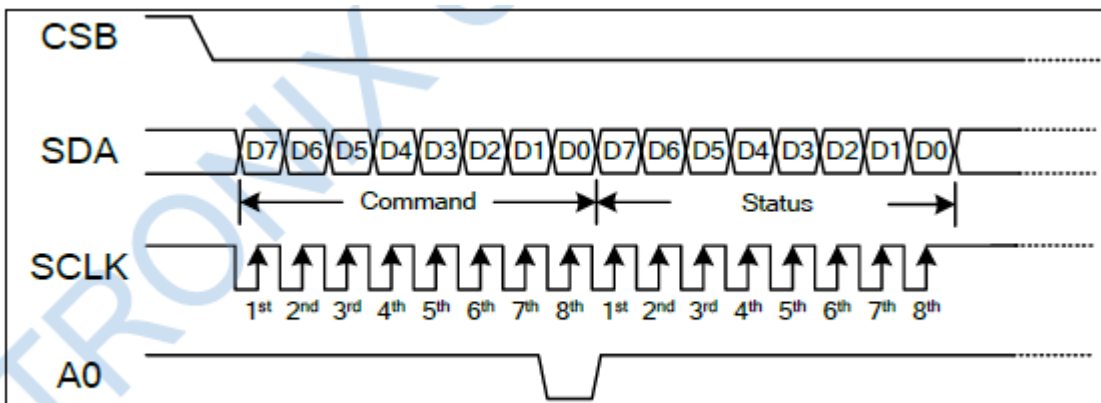 CSB
SDA D7 D6 D5 D4 D3 D2 D1 D0 D7 D6 D5 D4 D3 D2 D1 D0
Command Status
SCLK
1st 2nd 3rd 4th 5th 6th 7th 8th 1st 2nd 3rd 4th 5th 6th 7th 8th
A0
TRONIX